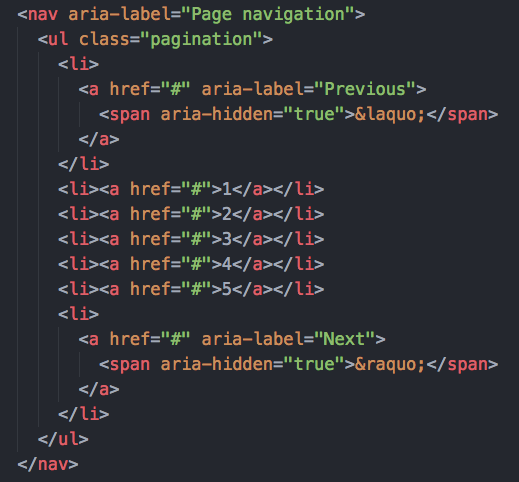 <nav aria-label="Page navigation">
  <ul class="pagination">
    <li>
      <a href="#" aria-label="Previous">
        <span aria-hidden="true">&laquo;</span>
      </a>
    </li>
    <li><a href="#">1</a></li>
    <li><a href="#">2</a></li>
    <li><a href="#">3</a></li>
    <li><a href="#">4</a></li>
    <li><a href="#">5</a></li>
    <li>
      <a href="#" aria-label="Next">
        <span aria-hidden="true">&raquo;</span>
      </a>
    </li>
  </ul>
</nav>